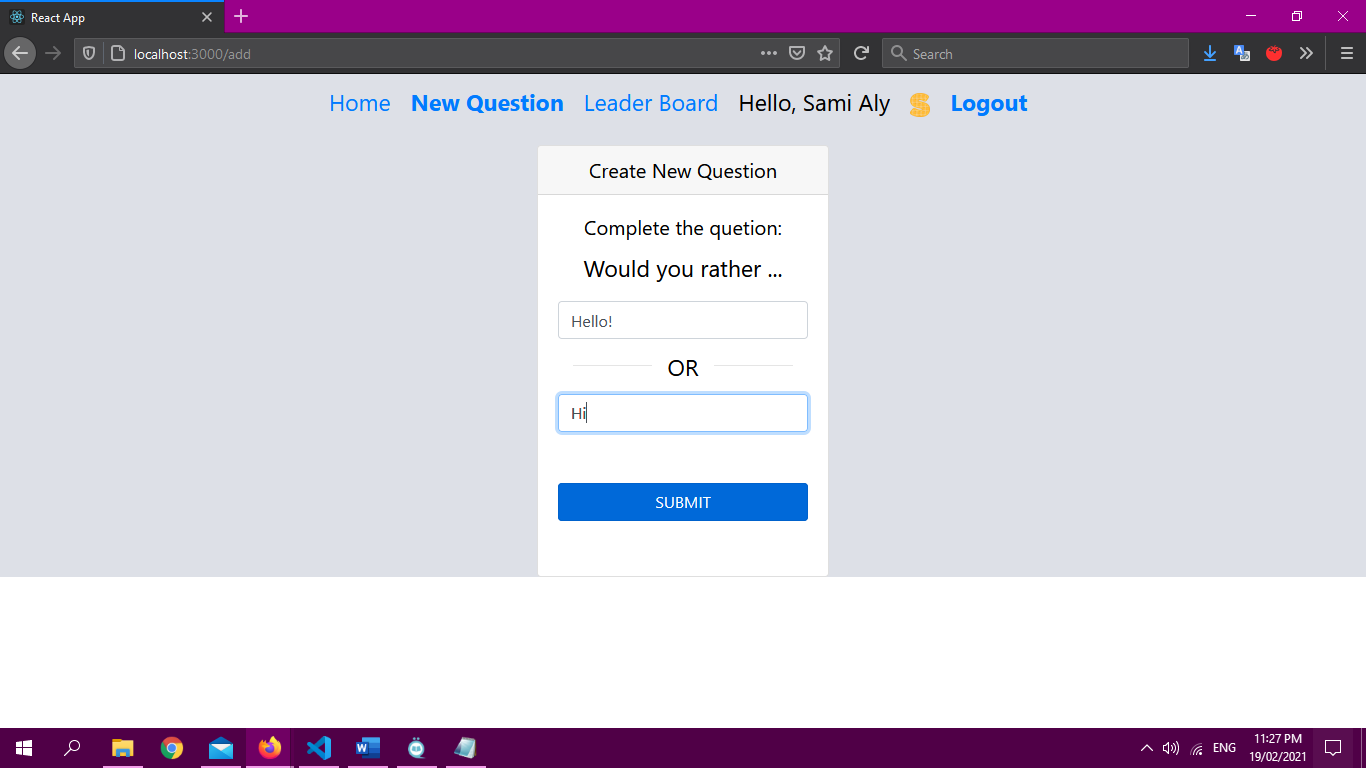 React App
localhost:3000/add
Search
Home New Question Leader Board Hello, Sami Aly Logout
Create New Question
Complete the quetion:
Would you rather ...
Hello!
OR
Hi
SUBMIT
ENG
11:27 PM
19/02/2021